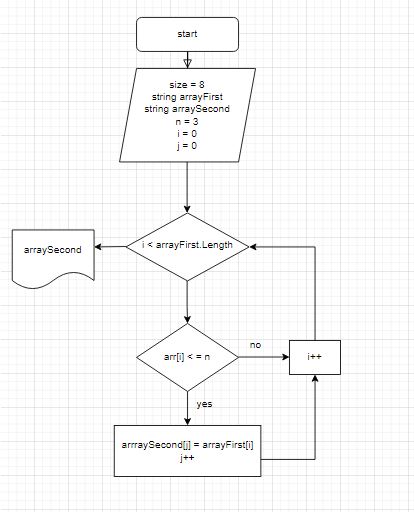 start
size = 8
string arrayFirst
string arraySecond
n = 3
i = 0
j = 0
i < arrayFirst.Length
arraySecond
arr[i] < = n
no
i++
yes
arrraySecond[j] = arrayFirst[i]
j++